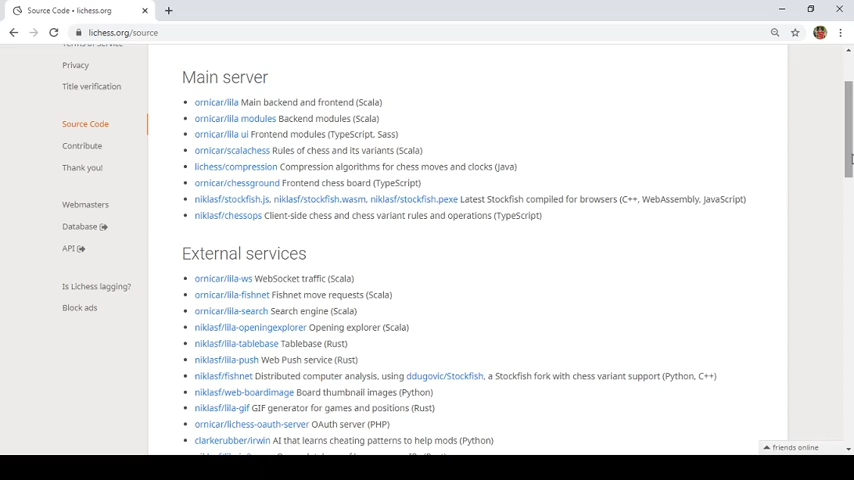 Source Code • lichess.org
lichess.org/source
Privacy
Title verification
Source Code
Contribute
Thank you!
Webmasters
Database
API
Is Lichess lagging?
Block ads
Main server
ornicar/lila Main backend and frontend (Scala)
ornicar/lila modules Backend modules (Scala)
ornicar/lila ui Frontend modules (TypeScript, Sass)
ornicar/scalachess Rules of chess and its variants (Scala)
lichess/compression Compression algorithms for chess moves and clocks (Java)
ornicar/chessground Frontend chess board (TypeScript)
niklasf/stockfish.js, niklasf/stockfish.wasm, niklasf/stockfish.pexe Latest Stockfish compiled for browsers (C++, WebAssembly, JavaScript)
niklasf/chessops Client-side chess and chess variant rules and operations (TypeScript)
External services
ornicar/lila-ws WebSocket traffic (Scala)
ornicar/lila-fishnet Fishnet move requests (Scala)
ornicar/lila-search Search engine (Scala)
niklasf/lila-openingexplorer Opening explorer (Scala)
niklasf/lila-tablebase Tablebase (Rust)
niklasf/lila-push Web Push service (Rust)
niklasf/fishnet Distributed computer analysis, using ddugovic/Stockfish, a Stockfish fork with chess variant support (Python, C++)
niklasf/web-boardimage Board thumbnail images (Python)
niklasf/lila-gif GIF generator for games and positions (Rust)
ornicar/lichess-oauth-server OAuth server (PHP)
clarkerubber/irwin AI that learns cheating patterns to help mods (Python)
friends online